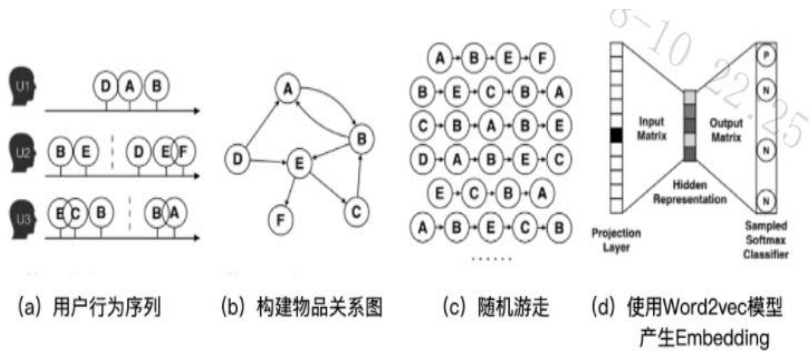 U1
D A B
U2
B E D E F
U3
E C B B A
A
B
D
E
F
C
A B E F
B E C B A
C B A B E
D A B E C
E C B A
A B E C B
......
Input
Matrix
Output
Matrix
Hidden
Representation
Projection
Layer
P
N
N
N
Sampled
Softmax
Classifier
(a) 用户行为序列
(b) 构建物品关系图
(c) 随机游走
(d) 使用Word2vec模型
产生Embedding